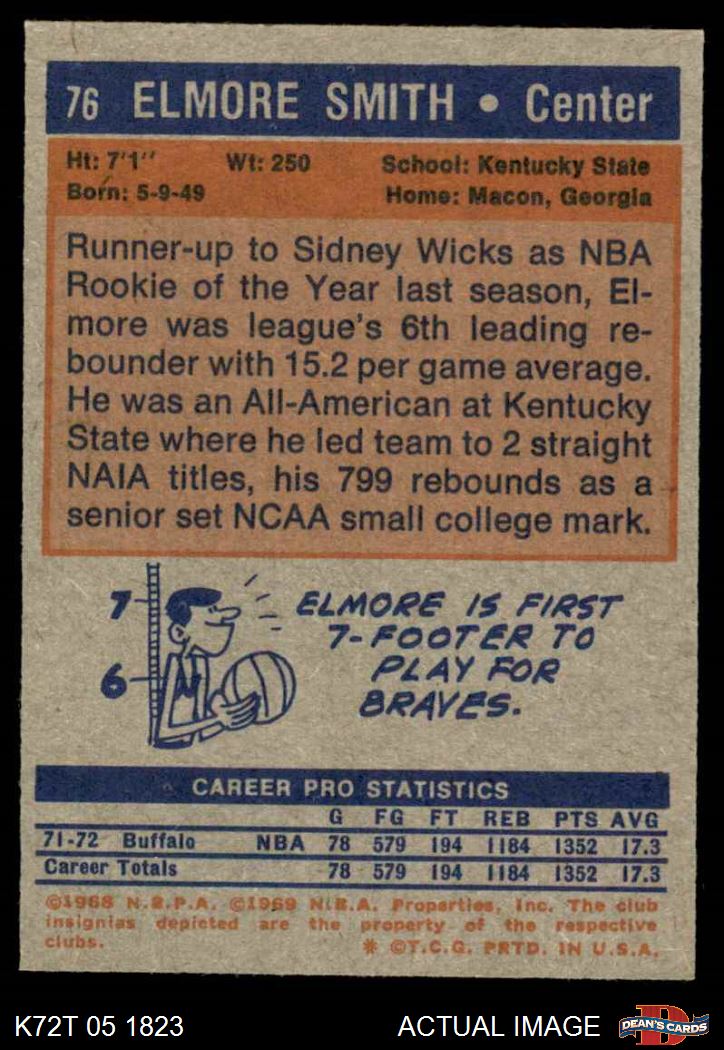 76 ELMORE SMITH • Center
Ht: 7'1'' Wt: 250 School: Kentucky State
Born: 5-9-49 Home: Macon, Georgia
Runner-up to Sidney Wicks as NBA
Rookie of the Year last season, El-
more was league's 6th leading re-
bounder with 15.2 per game average.
He was an All-American at Kentucky
State where he led team to 2 straight
NAIA titles, his 799 rebounds as a
senior set NCAA small college mark.
7
6
ELMORE IS FIRST
7-FOOTER TO
PLAY FOR
BRAVES.
CAREER PRO STATISTICS
G FG FT REB PTS AVG
71-72 Buffalo NBA 78 579 194 1184 1352 17.3
Career Totals 78 579 194 1184 1352 17.3
©1968 N.B.P.A. ©1969 N.B.A. Properties, Inc. The club
insignias depicted are the property of the respective
clubs. * ©T.C.G. PRTD. IN U.S.A.
K72T 05 1823 ACTUAL IMAGE
D
DEAN'S CARDS